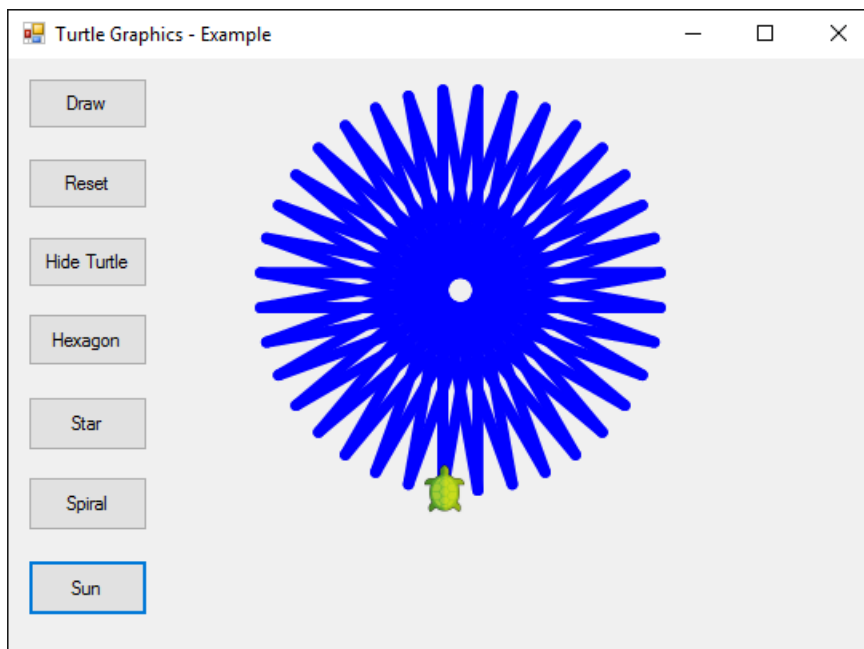 Turtle Graphics - Example
Draw
Reset
Hide Turtle
Hexagon
Star
Spiral
Sun